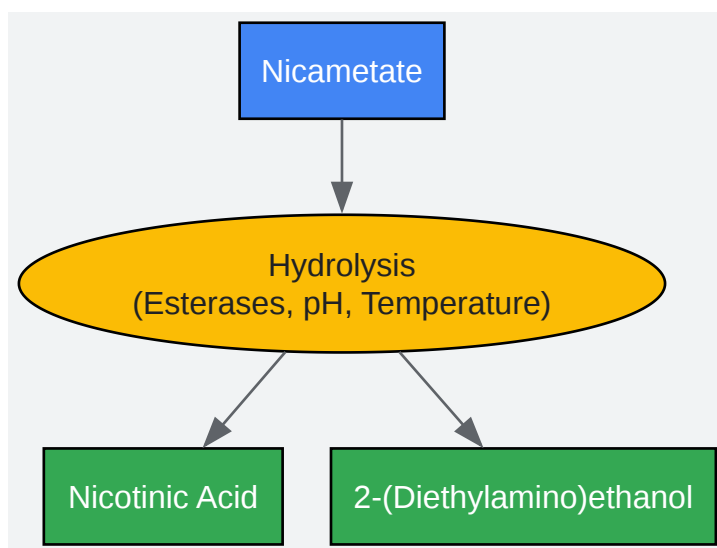 Nicametate
Hydrolysis
(Esterases, pH, Temperature)
Nicotinic Acid
2-(Diethylamino)ethanol